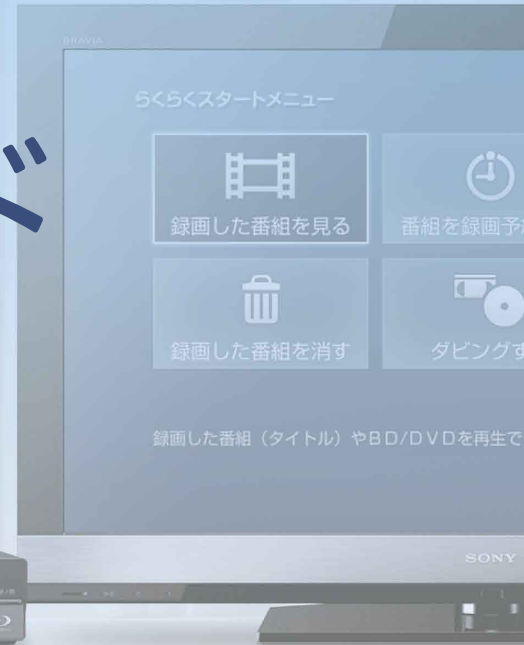 BRAVIA
らくらくスタートメニュー
録画した番組を見る
番組を録画予
録画した番組を消す
ダビングす
録画した番組（タイトル）やBD/DVDを再生で
SONY